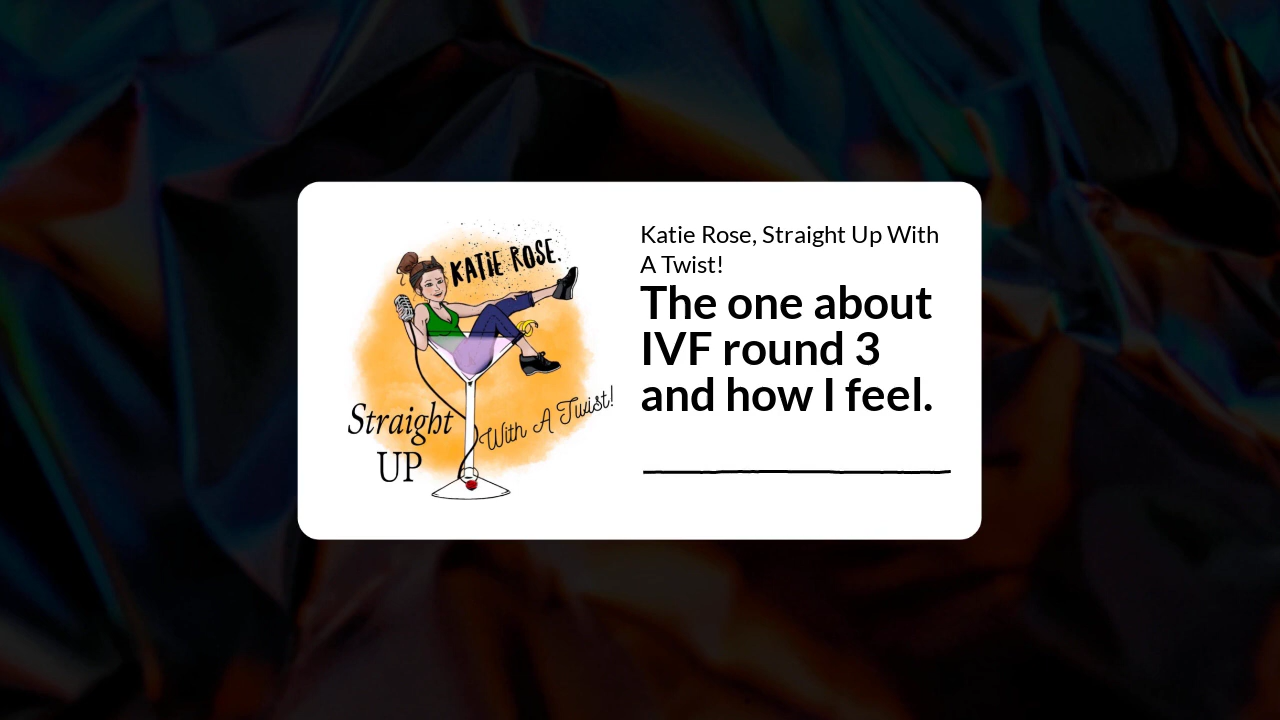 KATIE ROSE.
Straight
UP
With A Twist!
Katie Rose, Straight Up With
A Twist!
The one about
IVF round 3
and how I feel.